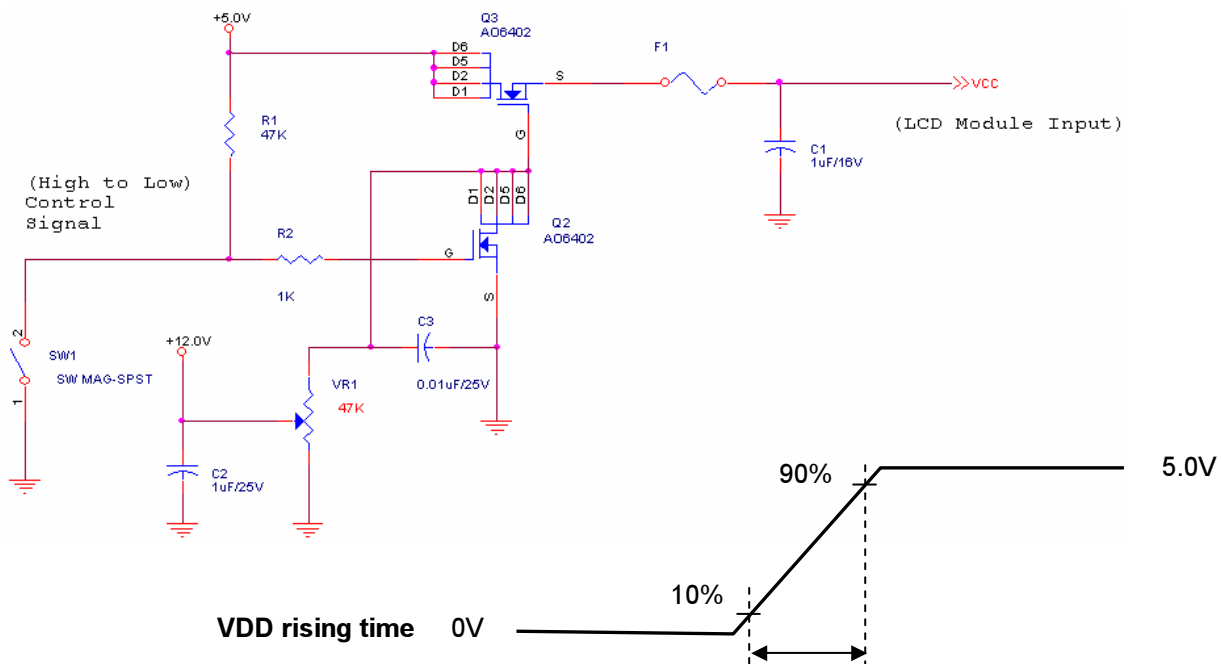 +5.0V
Q3
AO6402
D6
D5
D2
D1
S
G
F1
VCC
(LCD Module Input)
C1
1uF/16V
R1
47K
(High to Low)
Control
Signal
D1
D2
D5
D6
Q2
AO6402
R2
1K
G
S
2
SW1
SW MAG-SPST
1
+12.0V
C3
0.01uF/25V
VR1
47K
C2
1uF/25V
90%
5.0V
10%
VDD rising time 0V